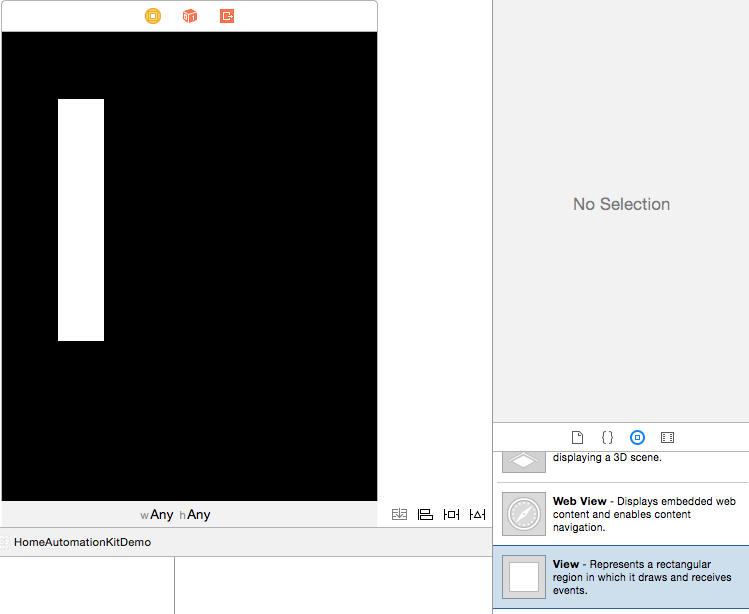 No Selection
displaying a 3D scene.
Web View - Displays embedded web
content and enables content
navigation.
View - Represents a rectangular
region in which it draws and receives
events.
wAny hAny
HomeAutomationKitDemo